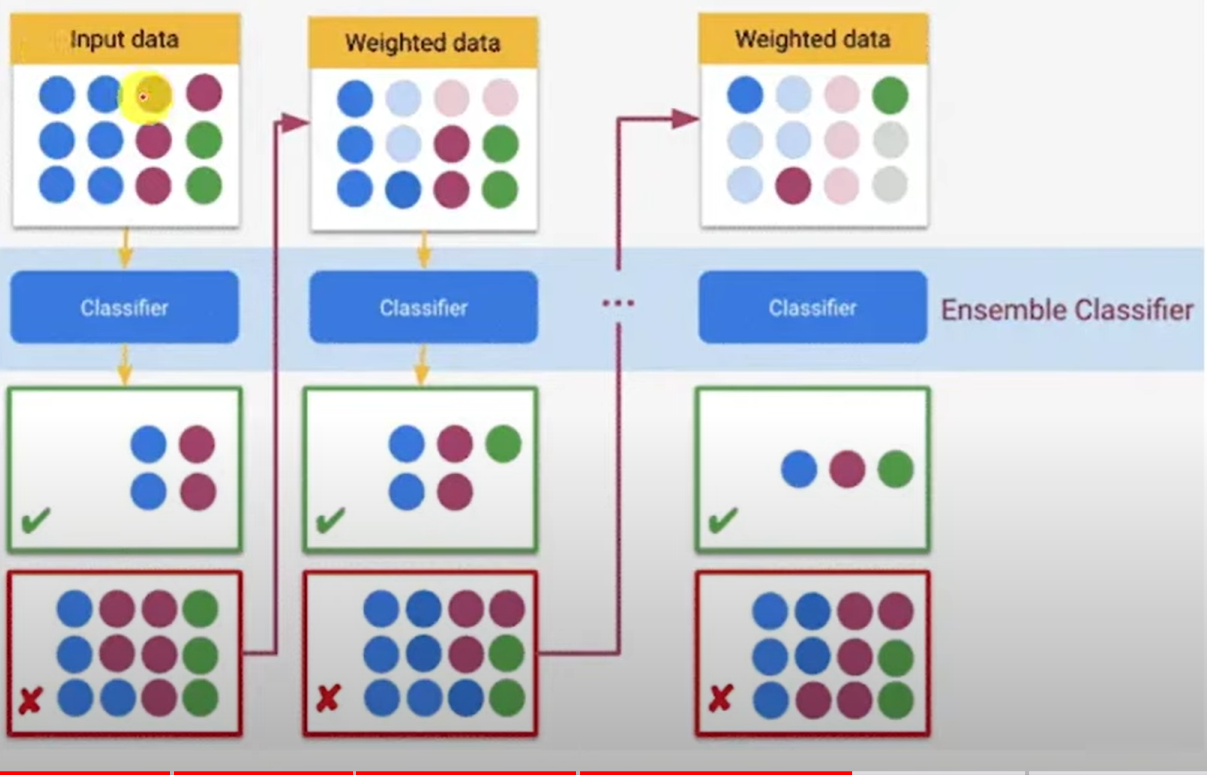 Input data
Weighted data
Weighted data
Classifier
Classifier
...
Classifier
Ensemble Classifier